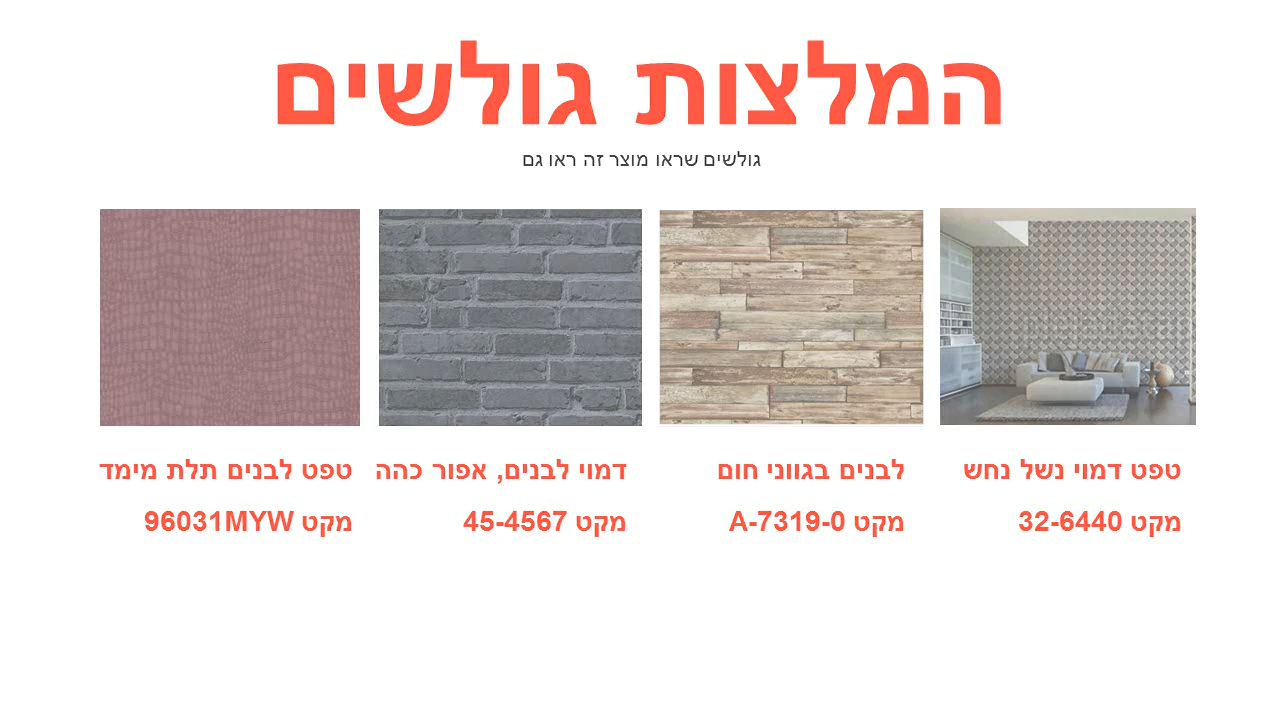 המלצות גולשים
גולשים שראו מוצר זה ראו גם
טפט דמוי נשל נחש
מקט 32-6440
לבנים בגווני חום
מקט A-7319-0
דמוי לבנים, אפור כהה
מקט 45-4567
טפט לבנים תלת מימד
מקט 96031MYW